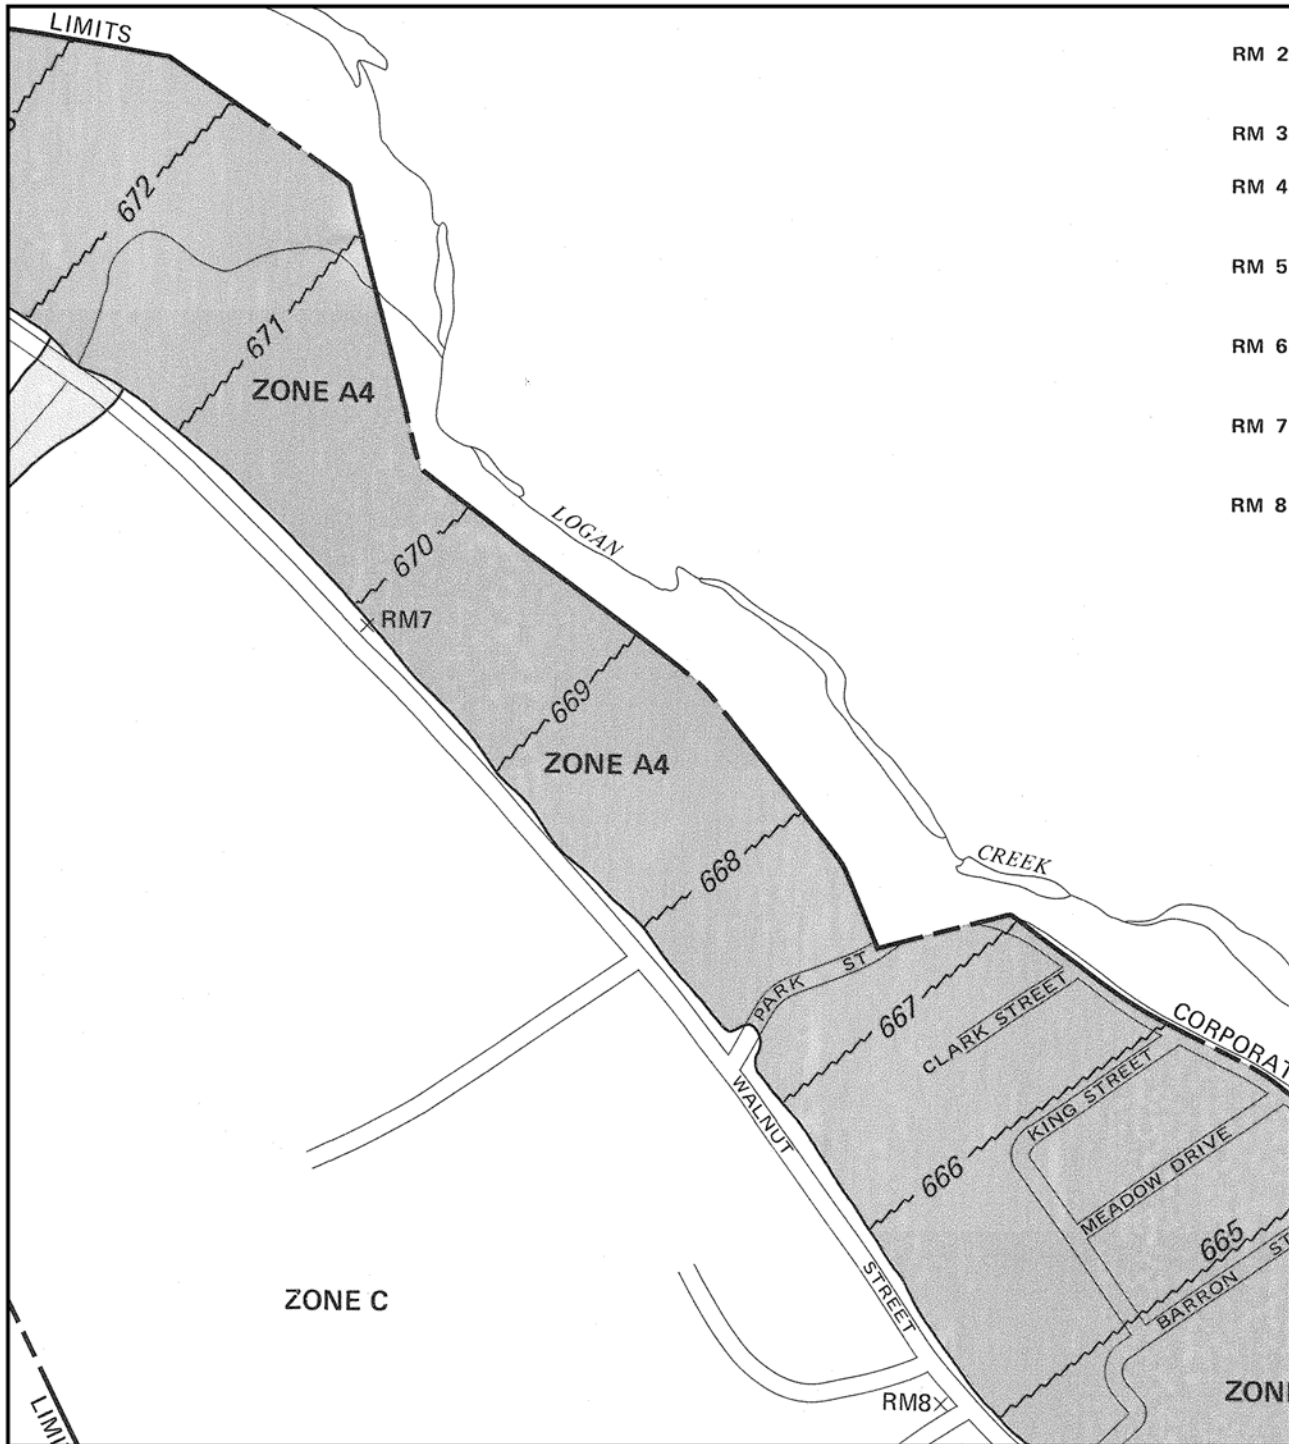 LIMITS
RM 2
RM 3
672
RM 4
RM 5
671
RM 6
ZONE A4
RM 7
RM 8
LOGAN
670
RM7
669
ZONE A4
668
CREEK
PARK ST
667
CLARK STREET
CORPORAT
KING STREET
WALNUT
MEADOW DRIVE
666
665
BARRON ST
STREET
ZONE C
ZON
RM8
LIMI